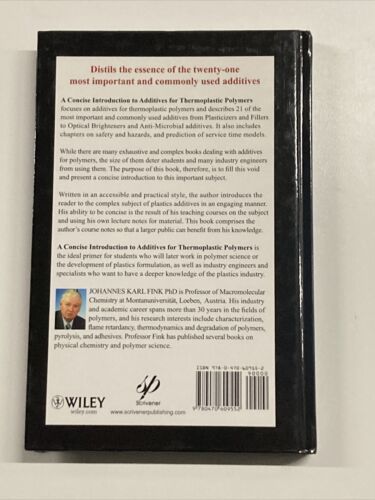 Distils the essence of the twenty-one
most important and commonly used additives
A Concise Introduction to Additives for Thermoplastic Polymers
focuses on additives for thermoplastic polymers and describes 21 of the
most important and commonly used additives from Plasticizers and Fillers
to Optical Brighteners and Anti-Microbial additives. It also includes
chapters on safety and hazards, and prediction of service time models.
While there are many exhaustive and complex books dealing with additives
for polymers, the size of them deter students and many industry engineers
from using them. The purpose of this book, therefore, is to fill this
void and present a concise introduction to this important subject.
Written in an accessible and practical style, the author introduces the
reader to the complex subject of plastics additives in an engaging manner.
His ability to be concise is the result of his teaching courses on the subject
and using his own lecture notes for material. This book comprises the
author's course notes so that a larger public can benefit from his knowledge.
A Concise Introduction to Additives for Thermoplastic Polymers is
the ideal primer for students who will later work in polymer science or
the development of plastics formulation, as well as industry engineers and
specialists who want to have a deeper knowledge of the plastics industry.
JOHANNES KARL FINK PhD is Professor of Macromolecular
Chemistry at Montanuniversität, Loeben, Austria. His industry
and academic career spans more than 30 years in the fields of
polymers, and his research interests include characterization,
flame retardancy, thermodynamics and degradation of polymers,
pyrolysis, and adhesives. Professor Fink has published several books on
physical chemistry and polymer science.
ISBN 978-0-470-60955-2
90000
9 780470 609552
WILEY
wiley.com
Scrivener
www.scrivenerpublishing.com